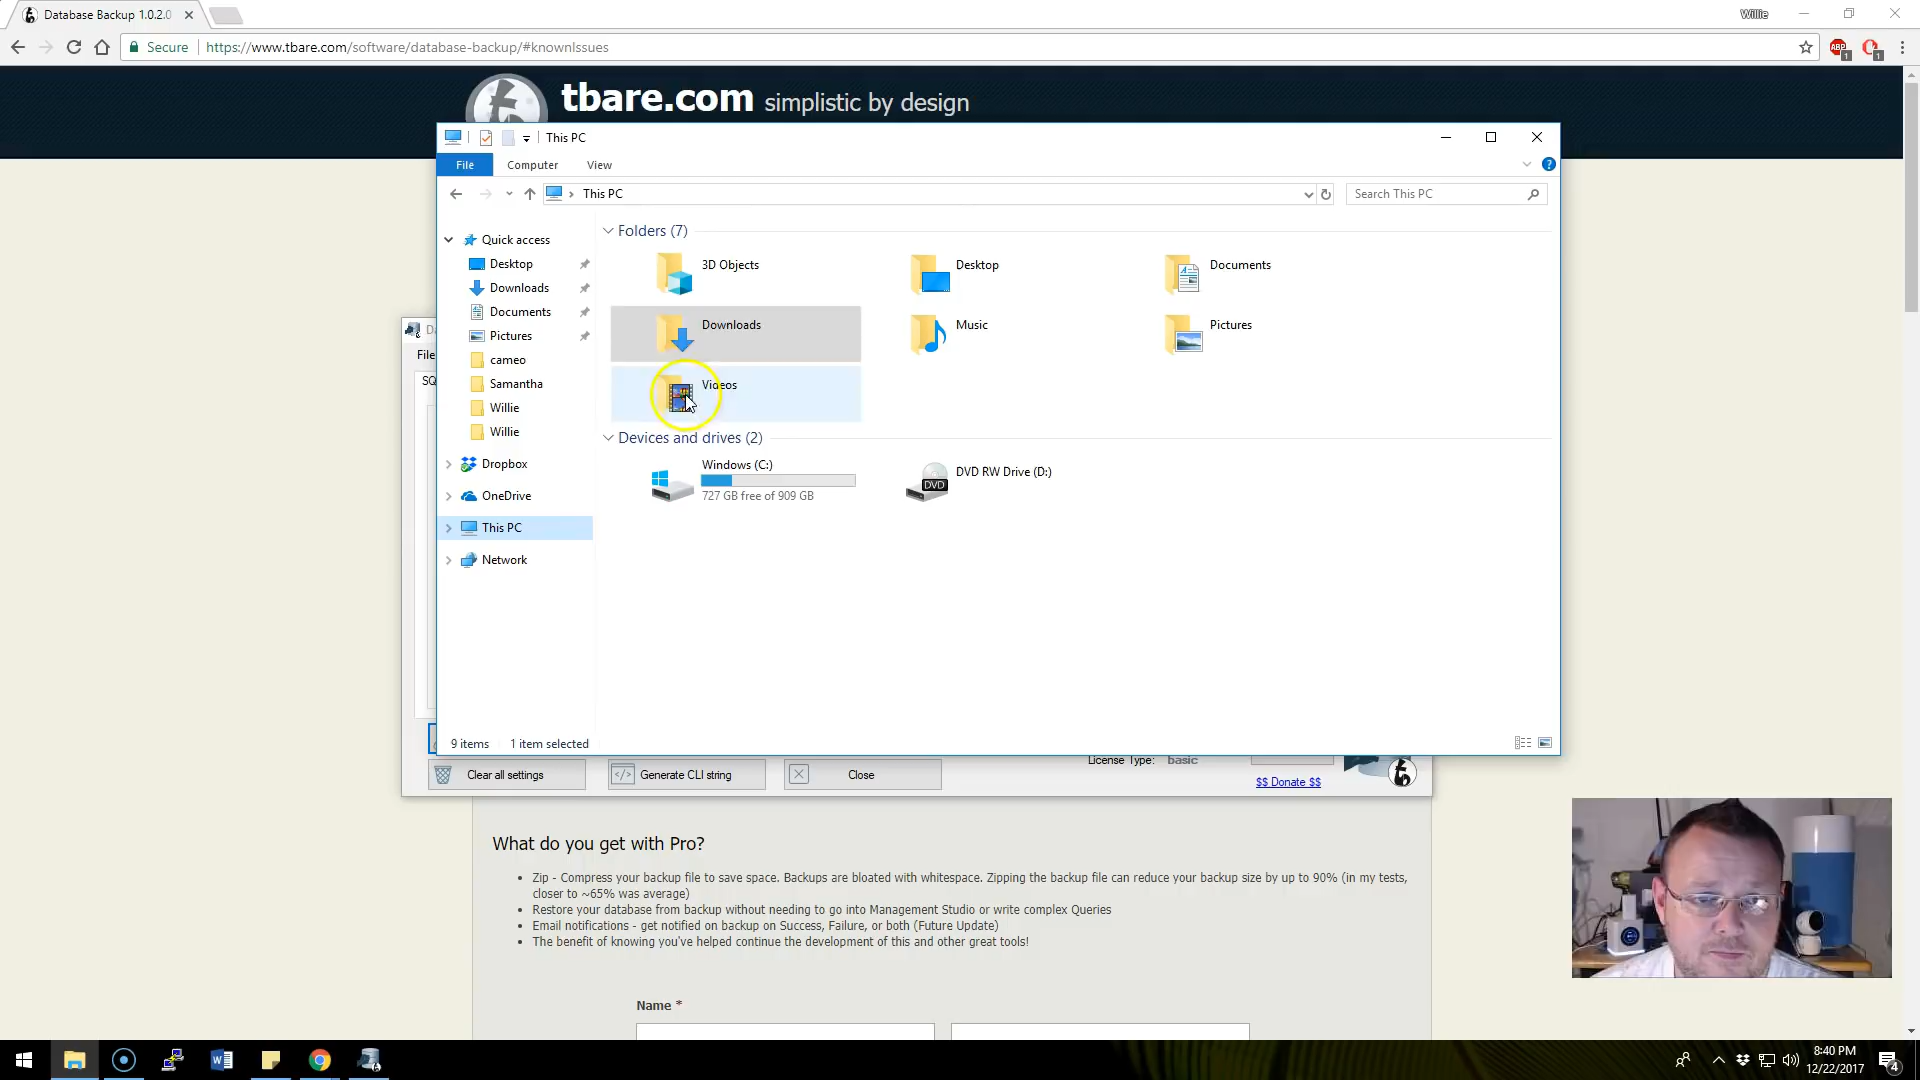 Database Backup 1.0.2.0
Willie
Secure
https://www.tbare.com/software/database-backup/#knownIssues
ABP
1
1
tbare.com simplistic by design
This PC
File
Computer
View
This PC
Search This PC
Quick access
Desktop
Downloads
Documents
Pictures
cameo
Samantha
Willie
Willie
Dropbox
OneDrive
This PC
Network
Folders (7)
3D Objects
Desktop
Documents
Downloads
Music
Pictures
Videos
Devices and drives (2)
Windows (C:)
727 GB free of 909 GB
DVD
DVD RW Drive (D:)
9 items
1 item selected
File
SQ
Clear all settings
Generate CLI string
Close
License Type: basic
$$ Donate $$
What do you get with Pro?
Zip - Compress your backup file to save space. Backups are bloated with whitespace. Zipping the backup file can reduce your backup size by up to 90% (in my tests,
closer to ~65% was average)
Restore your database from backup without needing to go into Management Studio or write complex Queries
Email notifications - get notified on backup on Success, Failure, or both (Future Update)
The benefit of knowing you've helped continue the development of this and other great tools!
Name *
8:40 PM
12/22/2017
4